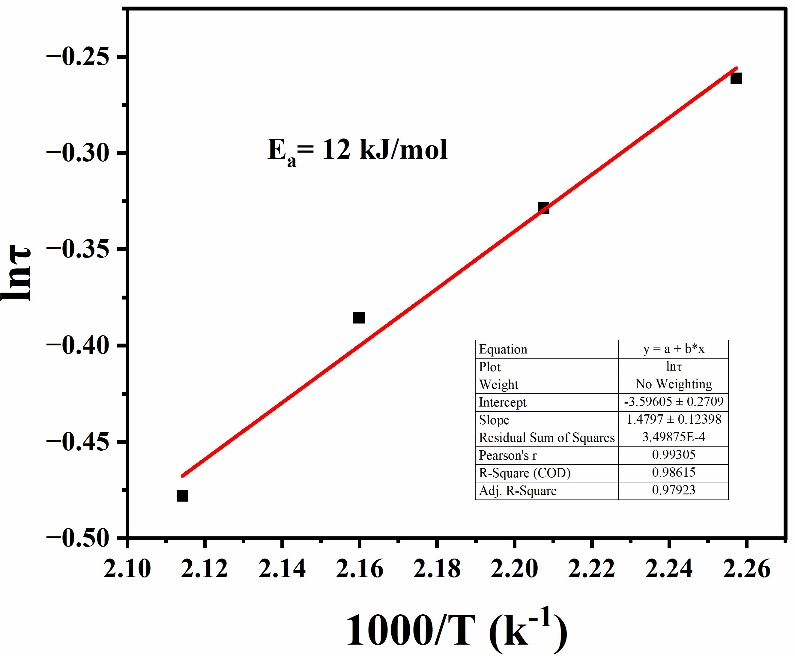 −0.25
−0.30
−0.35
−0.40
−0.45
−0.50
lnτ
Eₐ= 12 kJ/mol
Equation y = a + b*x
Plot lnτ
Weight No Weighting
Intercept -3.59605 ± 0.2709
Slope 1.4797 ± 0.12398
Residual Sum of Squares 3.49875E-4
Pearson's r 0.99305
R-Square (COD) 0.98615
Adj. R-Square 0.97923
2.10 2.12 2.14 2.16 2.18 2.20 2.22 2.24 2.26
1000/T (k⁻¹)